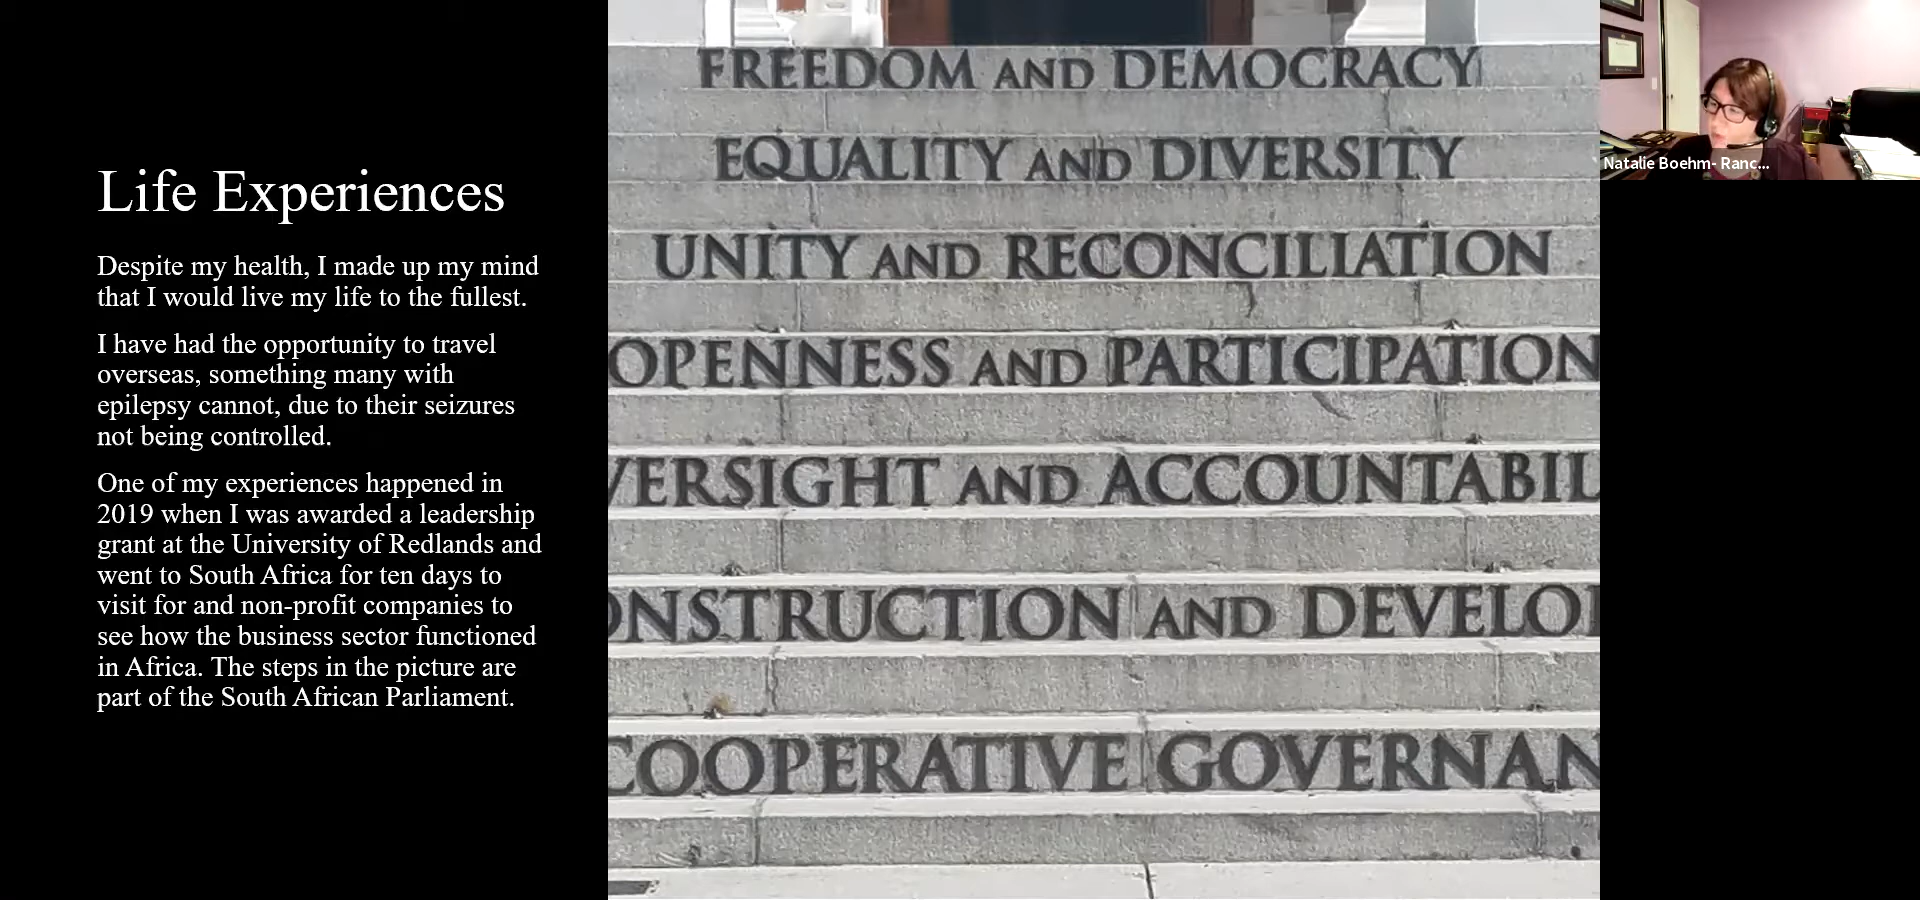 Life Experiences
Despite my health, I made up my mind
that I would live my life to the fullest.
I have had the opportunity to travel
overseas, something many with
epilepsy cannot, due to their seizures
not being controlled.
One of my experiences happened in
2019 when I was awarded a leadership
grant at the University of Redlands and
went to South Africa for ten days to
visit for and non-profit companies to
see how the business sector functioned
in Africa. The steps in the picture are
part of the South African Parliament.
FREEDOM AND DEMOCRACY
EQUALITY AND DIVERSITY
UNITY AND RECONCILIATION
OPENNESS AND PARTICIPATION
VERSIGHT AND ACCOUNTABIL
ONSTRUCTION AND DEVELO
COOPERATIVE GOVERNAN
Natalie Boehm- Ranc...